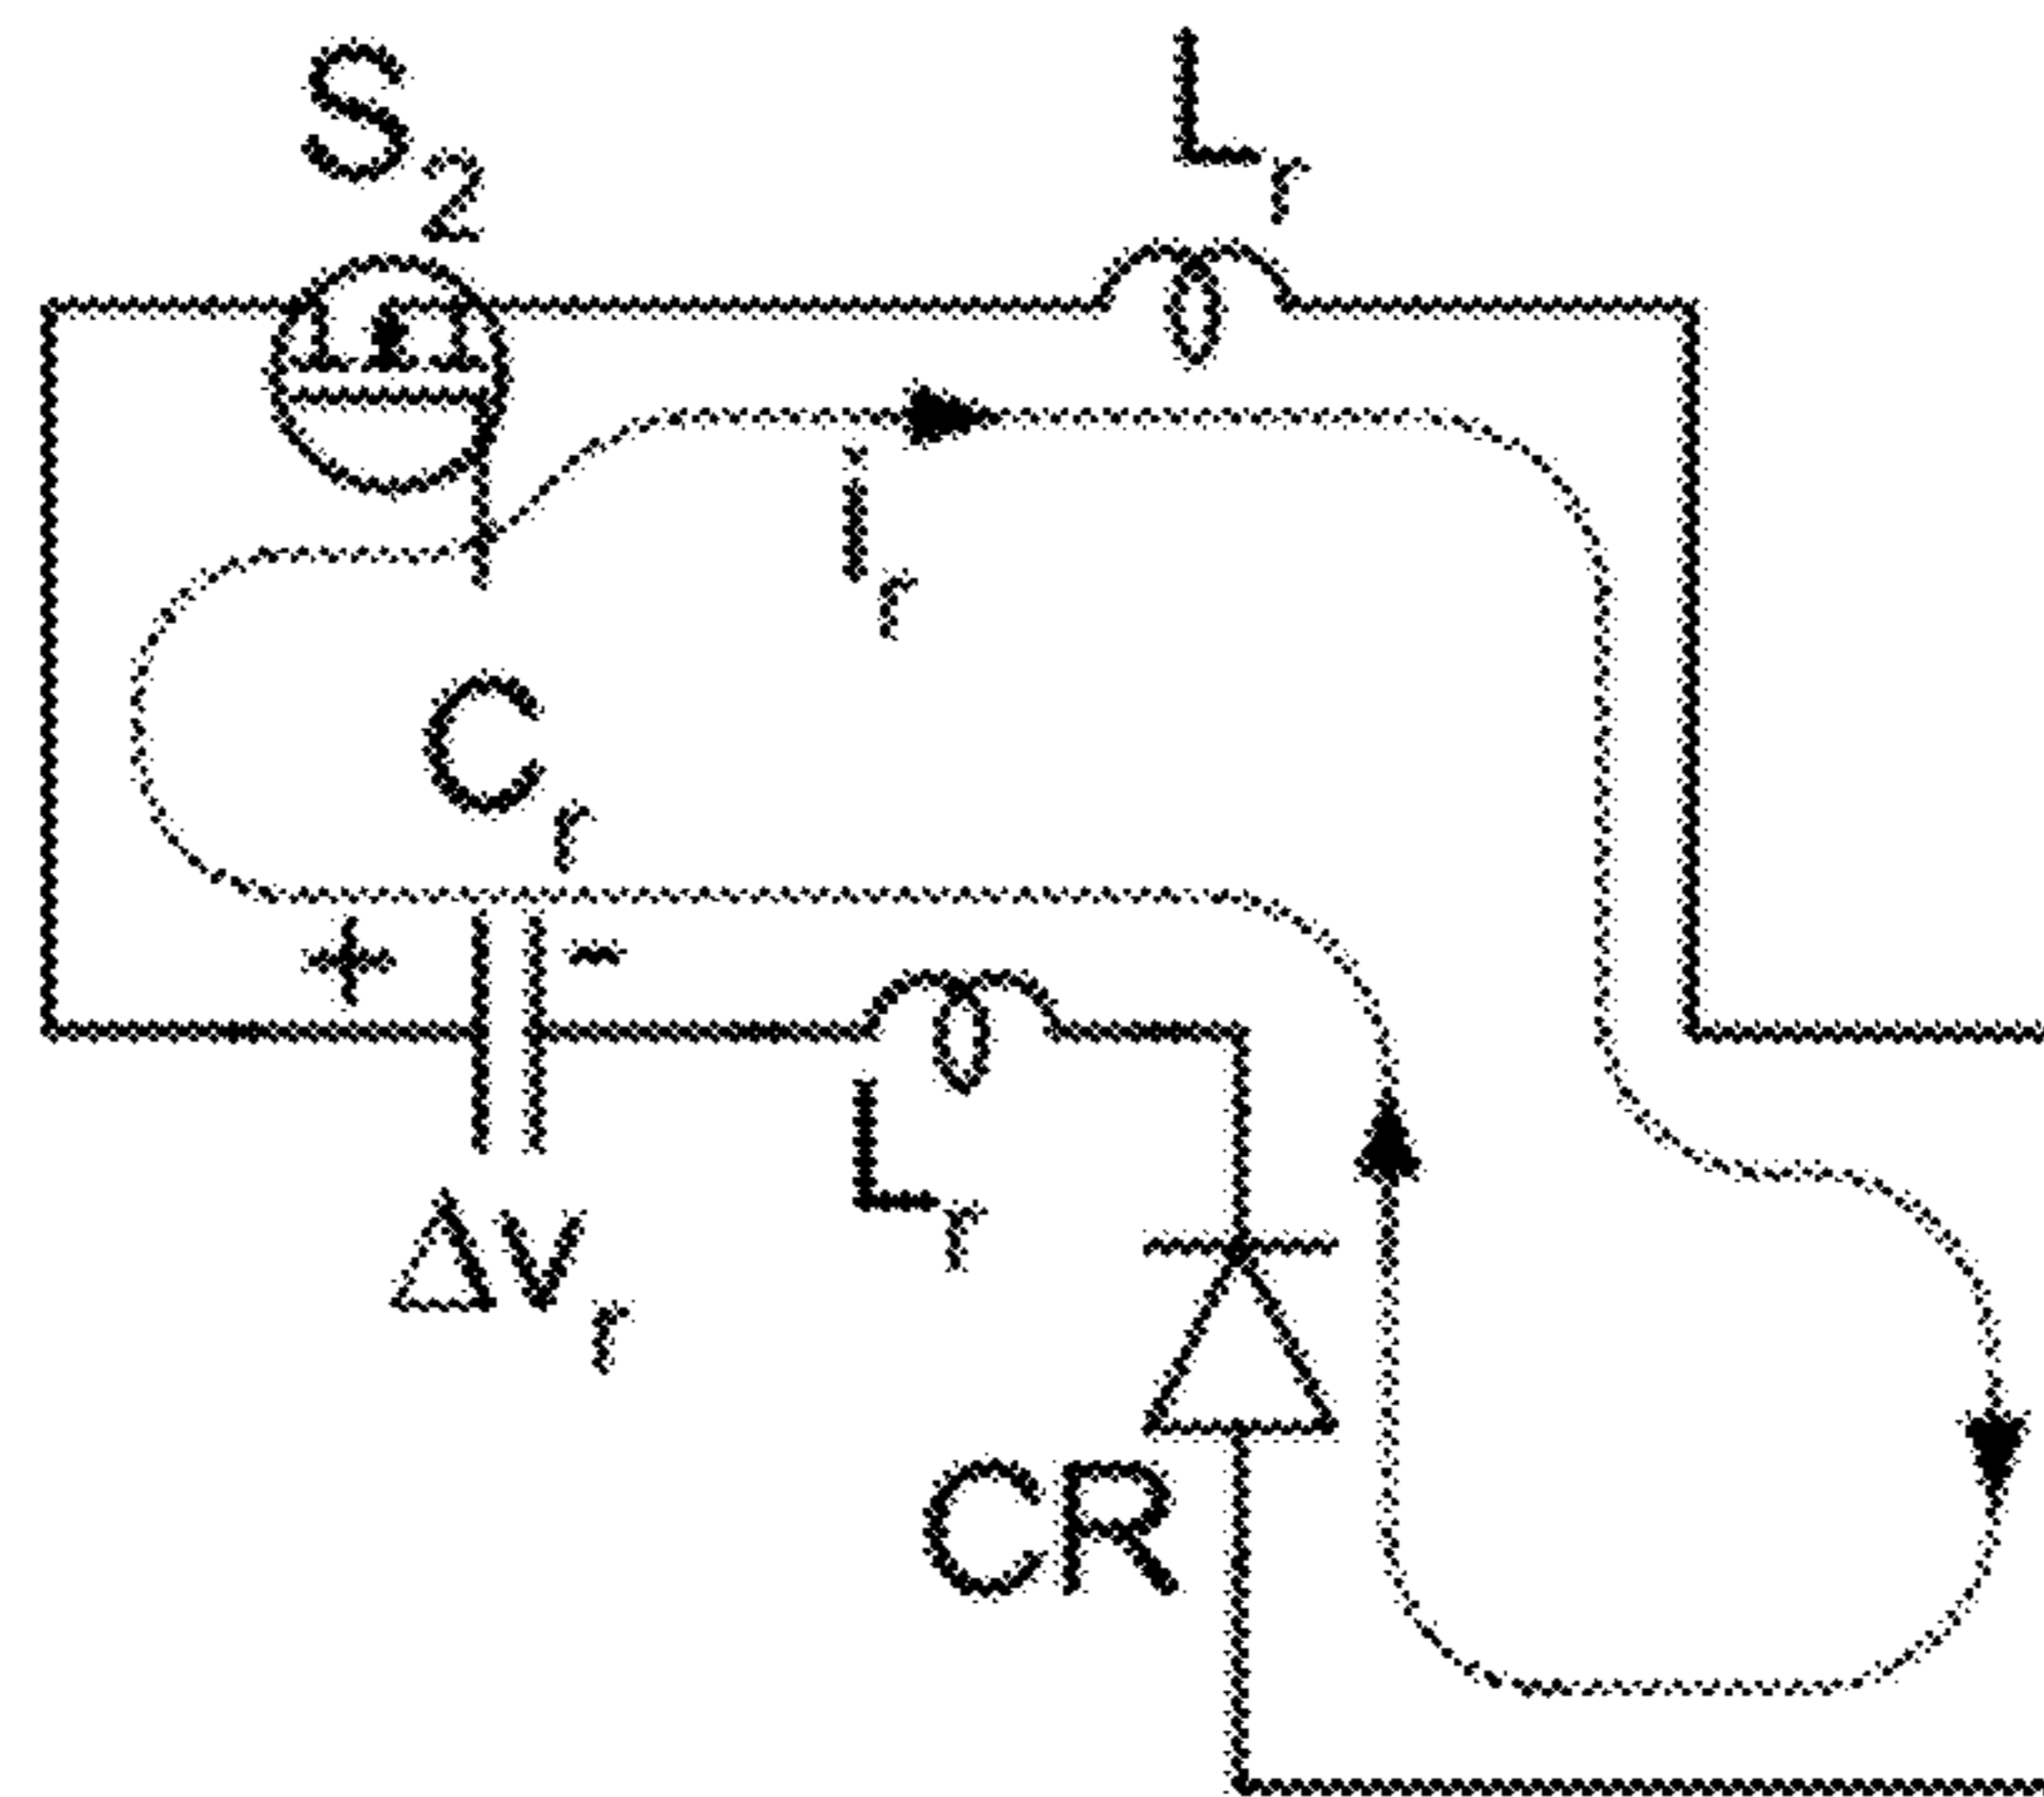 S₂
Lᵣ
Iᵣ
Cᵣ
+ -
Lᵣ
ΔVᵣ
CR